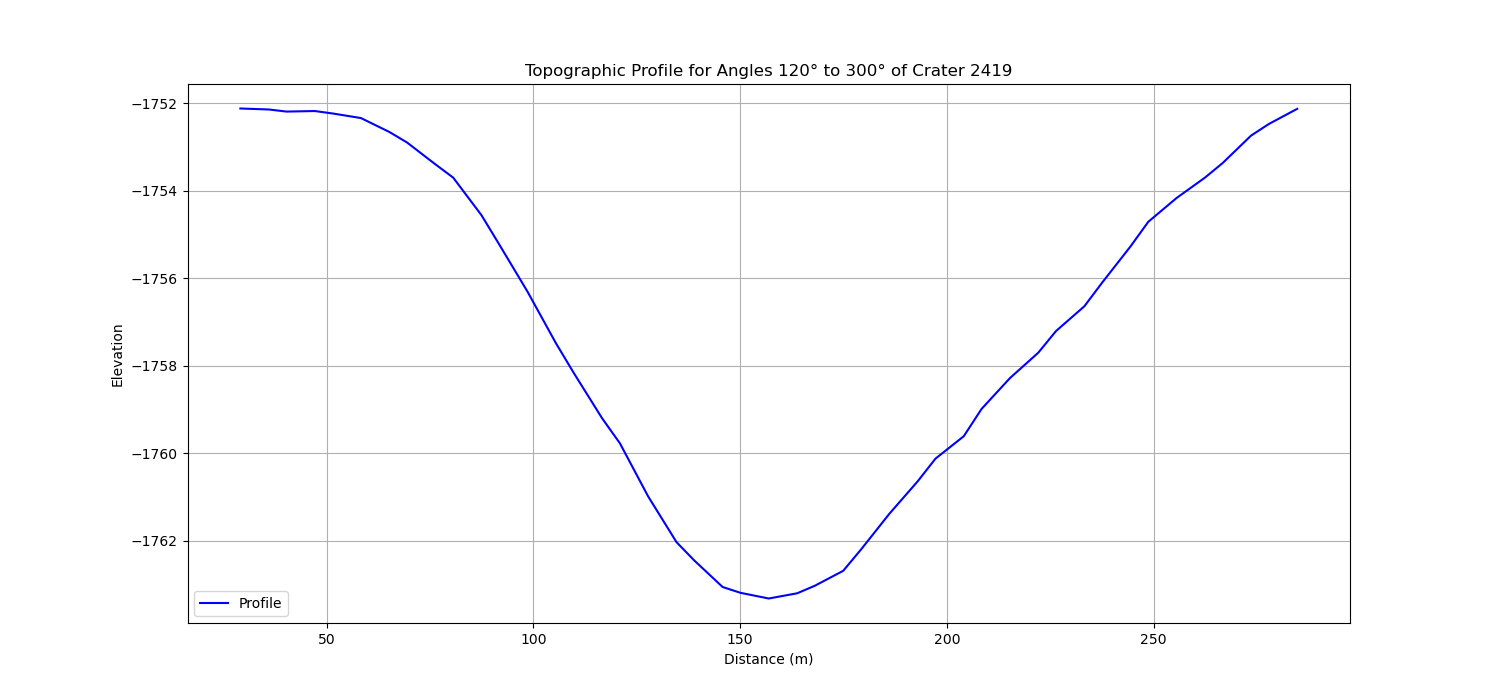 Topographic Profile for Angles 120° to 300° of Crater 2419
−1752
−1754
−1756
−1758
−1760
−1762
Elevation
Profile
50
100
150
200
250
Distance (m)